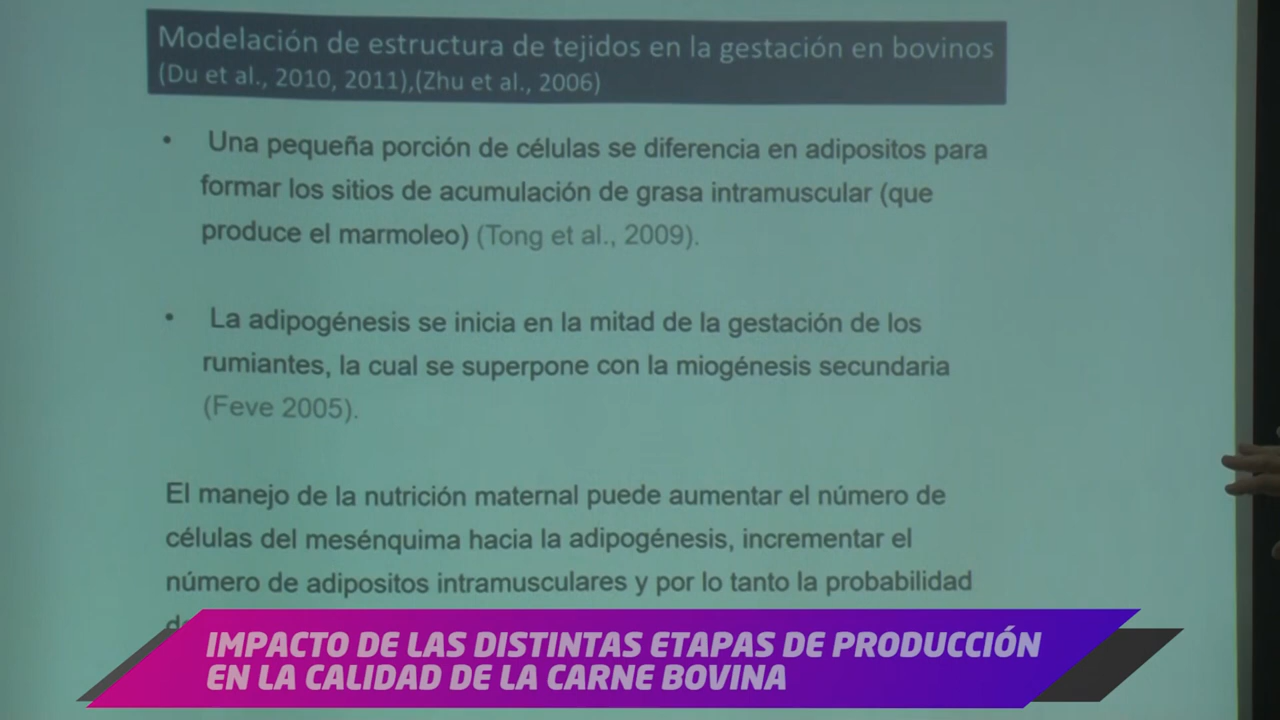 Modelación de estructura de tejidos en la gestación en bovinos
(Du et al., 2010, 2011),(Zhu et al., 2006)
• Una pequeña porción de células se diferencia en adipositos para
formar los sitios de acumulación de grasa intramuscular (que
produce el marmoleo) (Tong et al., 2009).
• La adipogénesis se inicia en la mitad de la gestación de los
rumiantes, la cual se superpone con la miogénesis secundaria
(Feve 2005).
El manejo de la nutrición maternal puede aumentar el número de
células del mesénquima hacia la adipogénesis, incrementar el
número de adipositos intramusculares y por lo tanto la probabilidad
IMPACTO DE LAS DISTINTAS ETAPAS DE PRODUCCIÓN
EN LA CALIDAD DE LA CARNE BOVINA